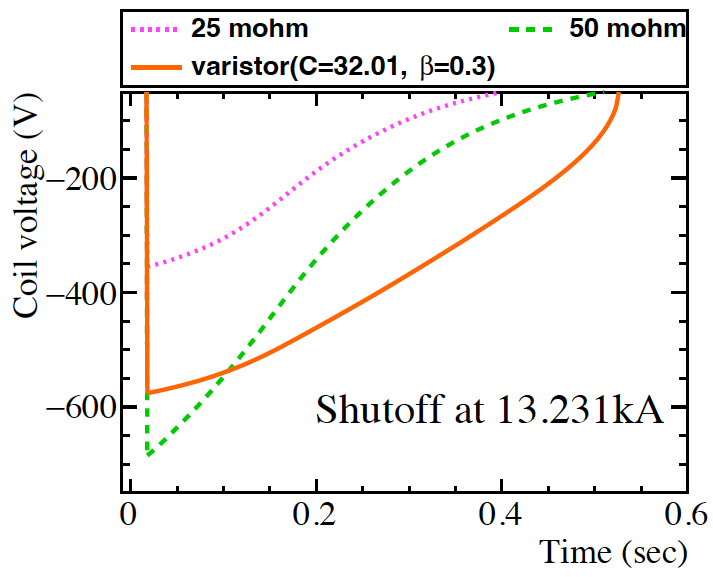 25 mohm 50 mohm
varistor(C=32.01, β=0.3)
Coil voltage (V)
−200
−400
−600
Shutoff at 13.231kA
0 0.2 0.4 0.6
Time (sec)